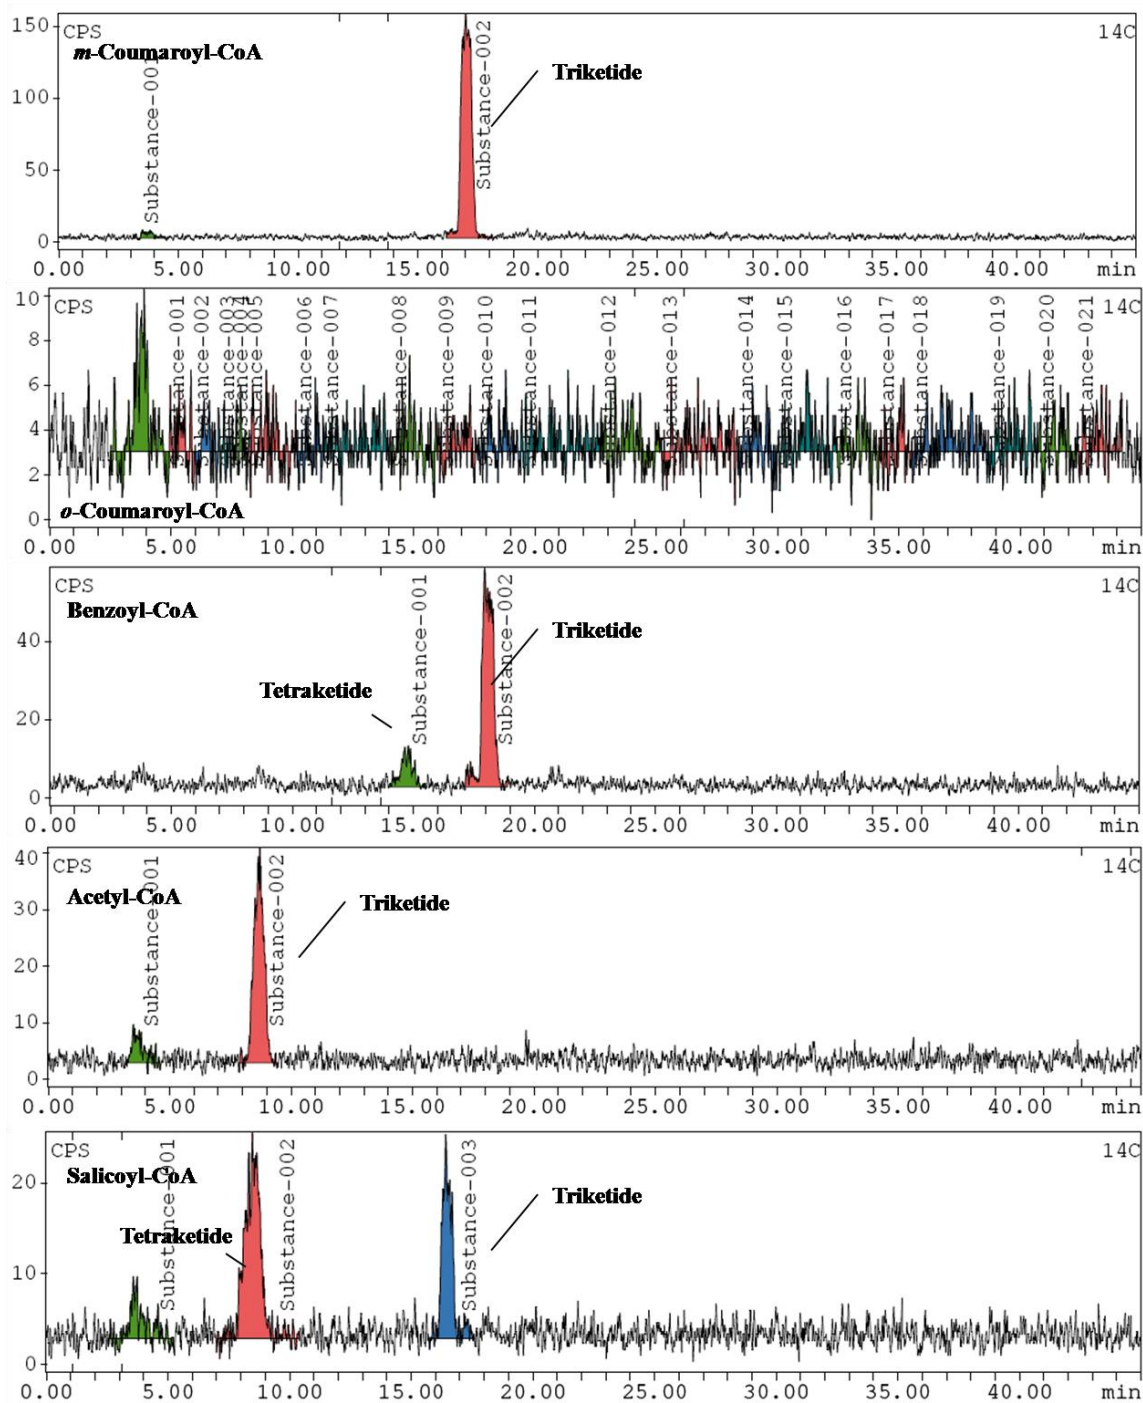 150
CPS
14C
m-Coumaroyl-CoA
Substance-001
Substance-002
Triketide
100
50
0
0.00 5.00 10.00 15.00 20.00 25.00 30.00 35.00 40.00 min
10
CPS
14C
Substance-001
Substance-002
Substance-003
Substance-004
Substance-005
Substance-006
Substance-007
Substance-008
Substance-009
Substance-010
Substance-011
Substance-012
Substance-013
Substance-014
Substance-015
Substance-016
Substance-017
Substance-018
Substance-019
Substance-020
Substance-021
8
6
4
2
0
o-Coumaroyl-CoA
0.00 5.00 10.00 15.00 20.00 25.00 30.00 35.00 40.00 min
CPS
14C
Benzoyl-CoA
Substance-001
Substance-002
Triketide
Tetraketide
40
20
0
0.00 5.00 10.00 15.00 20.00 25.00 30.00 35.00 40.00 min
40
CPS
14C
Acetyl-CoA
Substance-001
Substance-002
Triketide
30
20
10
0
0.00 5.00 10.00 15.00 20.00 25.00 30.00 35.00 40.00 min
CPS
14C
Salicoyl-CoA
Substance-001
Substance-002
Substance-003
Triketide
Tetraketide
20
10
0
0.00 5.00 10.00 15.00 20.00 25.00 30.00 35.00 40.00 min